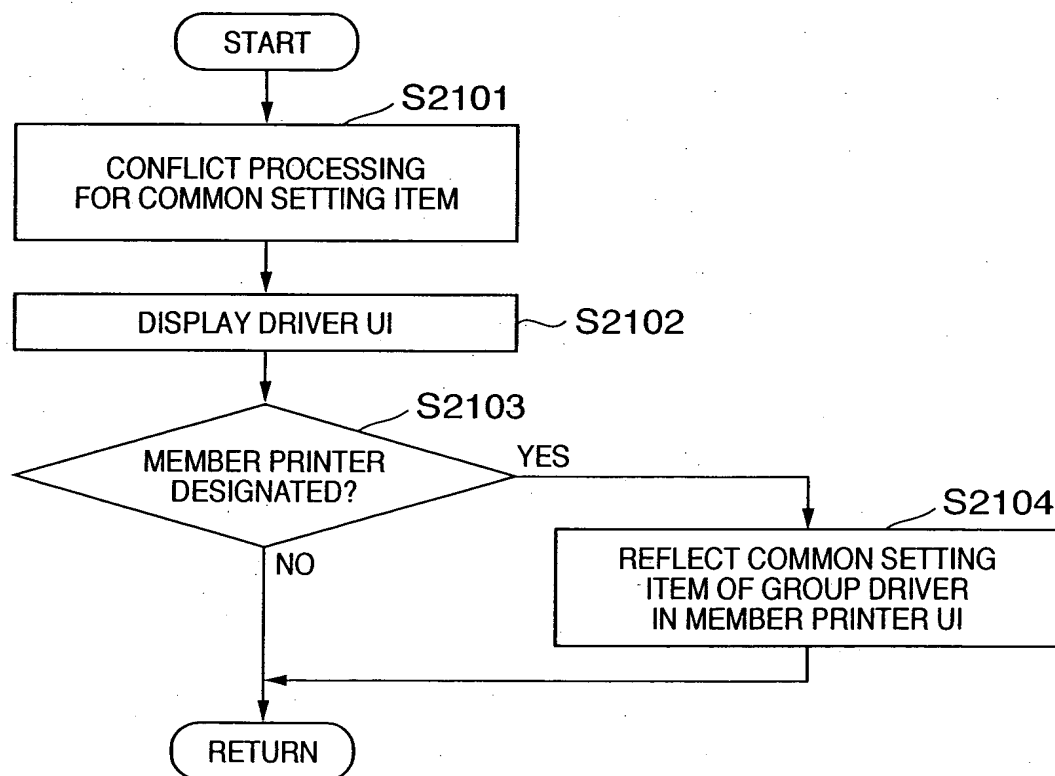 START
S2101
CONFLICT PROCESSING
FOR COMMON SETTING ITEM
DISPLAY DRIVER UI
S2102
S2103
MEMBER PRINTER
DESIGNATED?
YES
NO
S2104
REFLECT COMMON SETTING
ITEM OF GROUP DRIVER
IN MEMBER PRINTER UI
RETURN